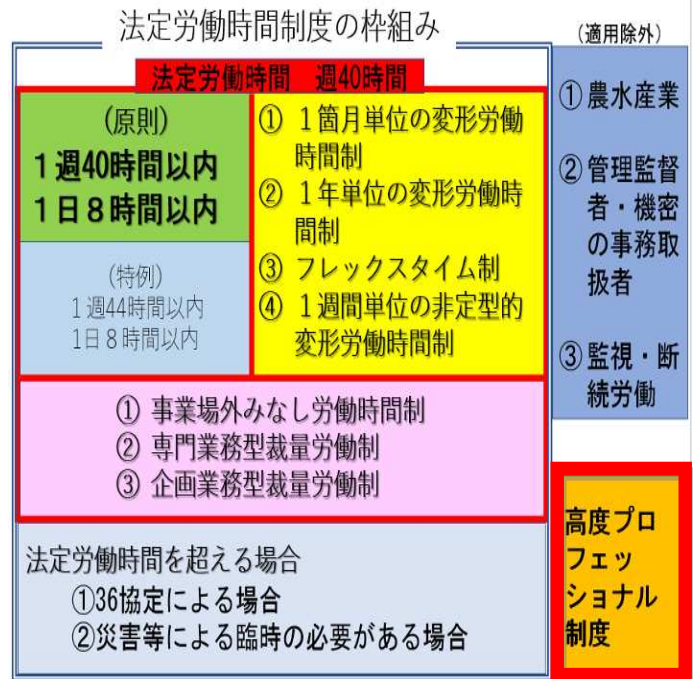 法定労働時間制度の枠組み
法定労働時間　週40時間
(原則)
１週40時間以内
１日８時間以内
(特例)
１週44時間以内
1日８時間以内
① １箇月単位の変形労働
時間制
② １年単位の変形労働時
間制
③ フレックスタイム制
④ １週間単位の非定型的
変形労働時間制
① 事業場外みなし労働時間制
② 専門業務型裁量労働制
③ 企画業務型裁量労働制
法定労働時間を超える場合
①36協定による場合
②災害等による臨時の必要がある場合
（適用除外）
① 農水産業
② 管理監督
者・機密
の事務取
扱者
③ 監視・断
続労働
高度プロ
フェッ
ショナル
制度